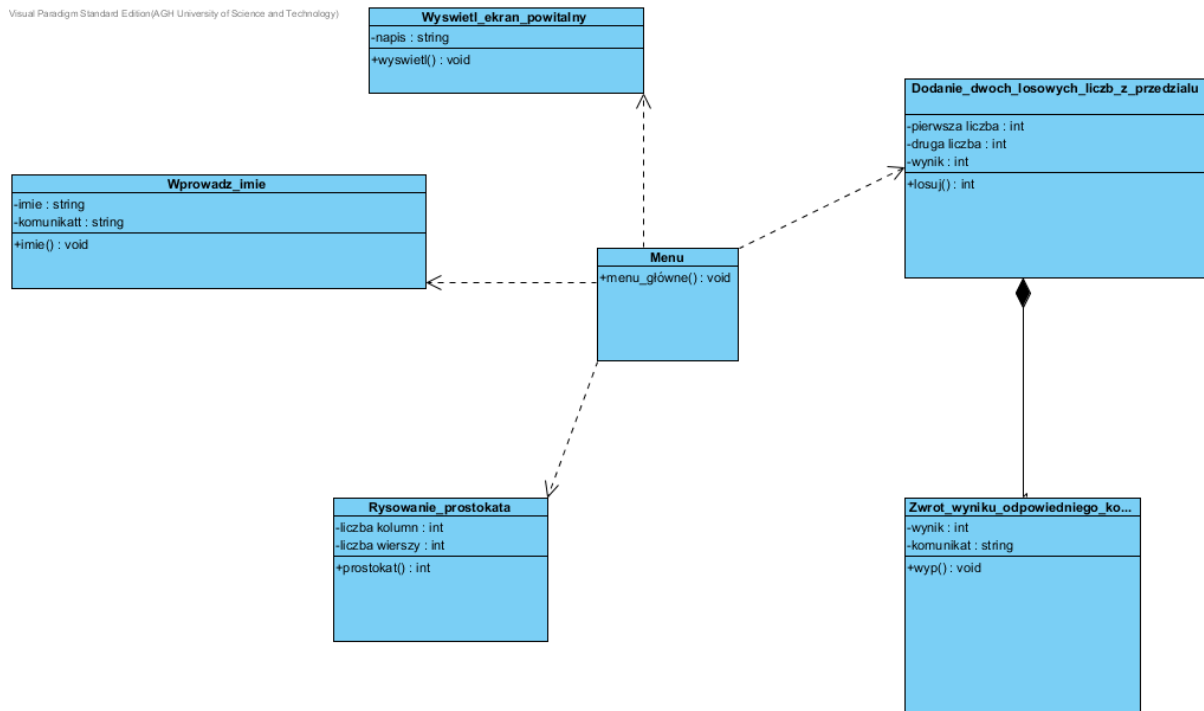 Visual Paradigm Standard Edition(AGH University of Science and Technology)
Wyswietl_ekran_powitalny
-napis : string
+wyswietl() : void
Dodanie_dwoch_losowych_liczb_z_przedzialu
-pierwsza liczba : int
-druga liczba : int
-wynik : int
+losuj() : int
Wprowadz_imie
-imie : string
-komunikatt : string
+imie() : void
Menu
+menu_główne() : void
Rysowanie_prostokata
-liczba kolumn : int
-liczba wierszy : int
+prostokat() : int
Zwrot_wyniku_odpowiedniego_ko...
-wynik : int
-komunikat : string
+wyp() : void